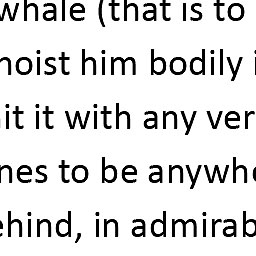 whale (that is to
hoist him bodily i
it it with any ver
nes to be anywhe
ehind, in admirab